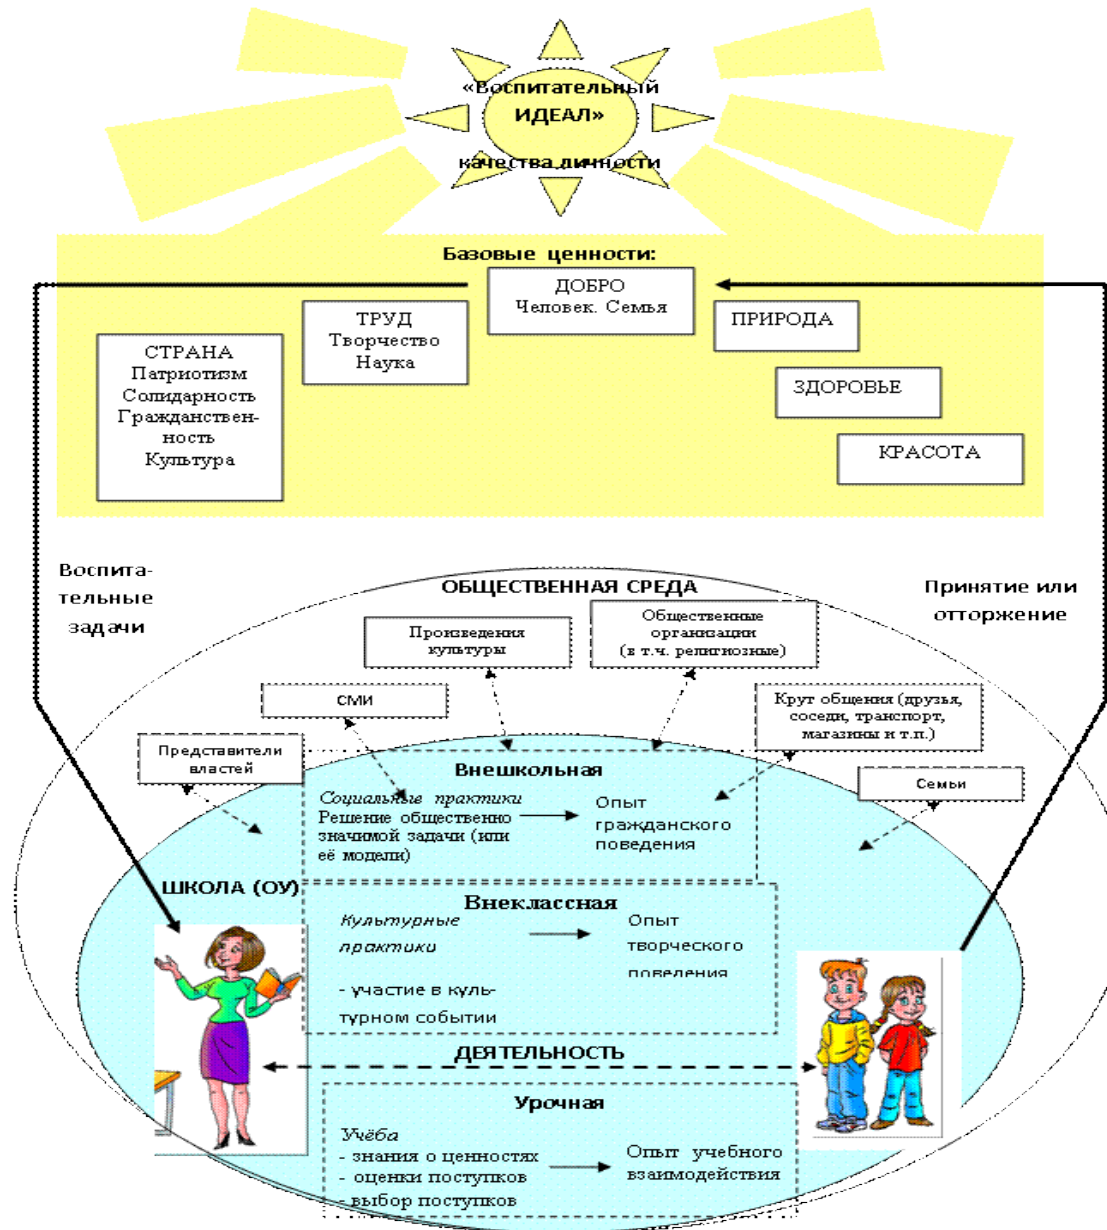 «Воспитательный
ИДЕАЛ»
качества личности
Базовые ценности:
ДОБРО
Человек. Семья
ТРУД
Творчество
Наука
ПРИРОДА
СТРАНА
Патриотизм
Солидарность
Гражданствен-
ность
Культура
ЗДОРОВЬЕ
КРАСОТА
Воспита-
тельные
задачи
ОБЩЕСТВЕННАЯ СРЕДА
Принятие или
отторжение
Произведения
культуры
Общественные
организации
(в т.ч. религиозные)
СМИ
Круг общения (друзья,
соседи, транспорт,
магазины и т.п.)
Представители
властей
Семьи
Внешкольная
Социальные практики
Решение общественно
значимой задачи (или
её модели)
Опыт
гражданского
поведения
ШКОЛА (ОУ)
Внеклассная
Культурные
практики
- участие в куль-
турном событии
Опыт
творческого
поведения
ДЕЯТЕЛЬНОСТЬ
Урочная
Учёба
- знания о ценностях
- оценки поступков
- выбор поступков
Опыт учебного
взаимодействия